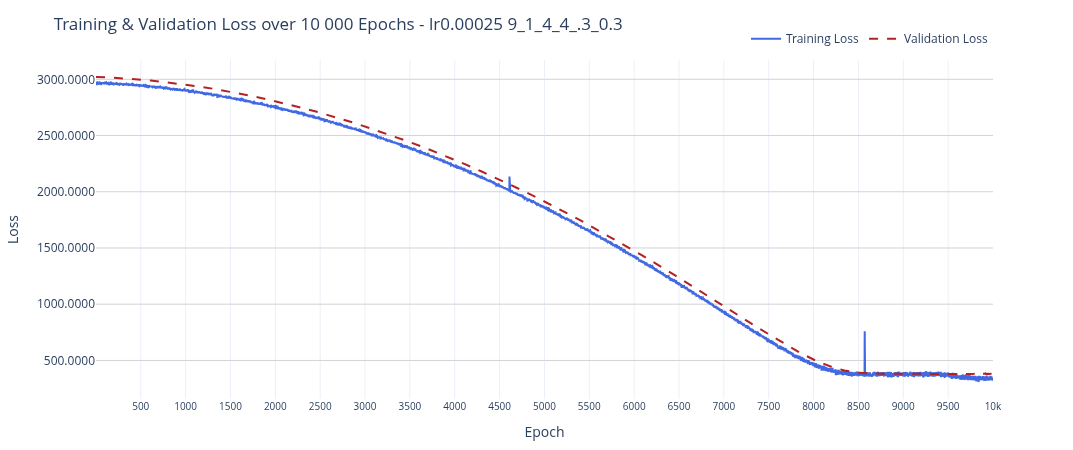 Training & Validation Loss over 10 000 Epochs - lr0.00025 9_1_4_4_.3_0.3
Training Loss
Validation Loss
3000.0000
2500.0000
2000.0000
1500.0000
1000.0000
500.0000
Loss
500 1000 1500 2000 2500 3000 3500 4000 4500 5000 5500 6000 6500 7000 7500 8000 8500 9000 9500 10k
Epoch